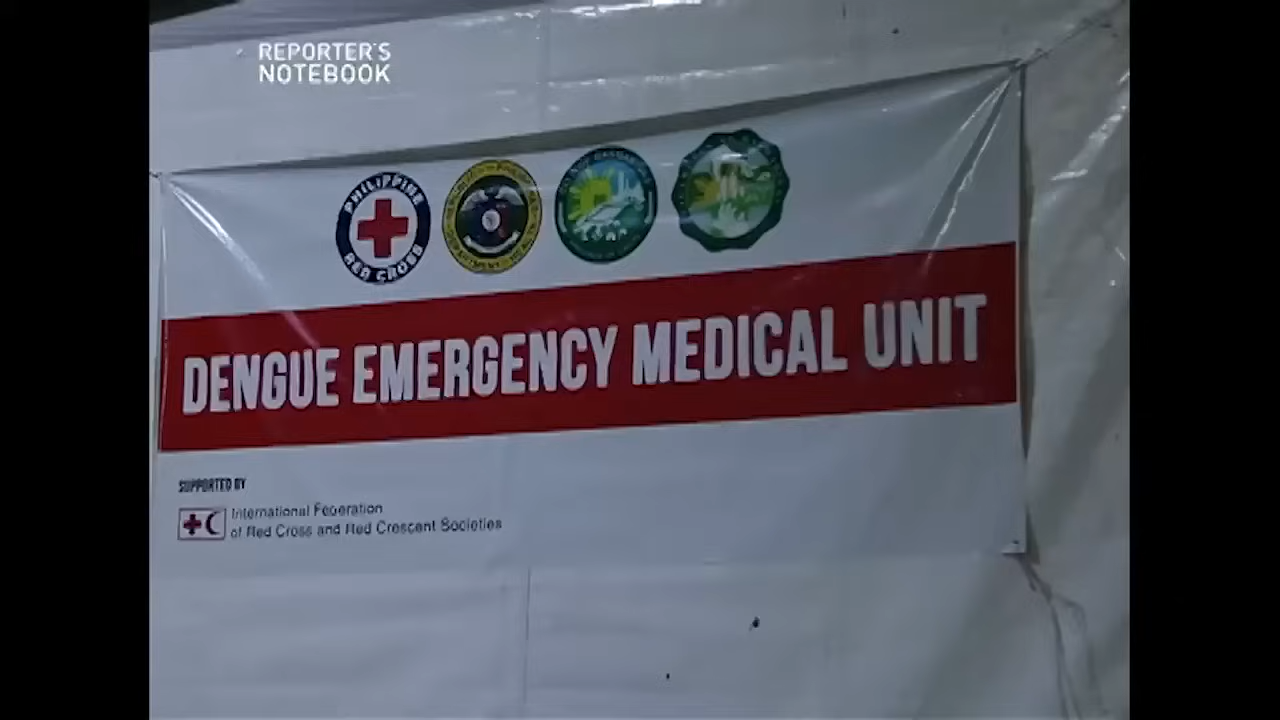 REPORTER'S
NOTEBOOK
PHILIPPINE
RED CROSS
DENGUE EMERGENCY MEDICAL UNIT
SUPPORTED BY
International Federation
of Red Cross and Red Crescent Societies